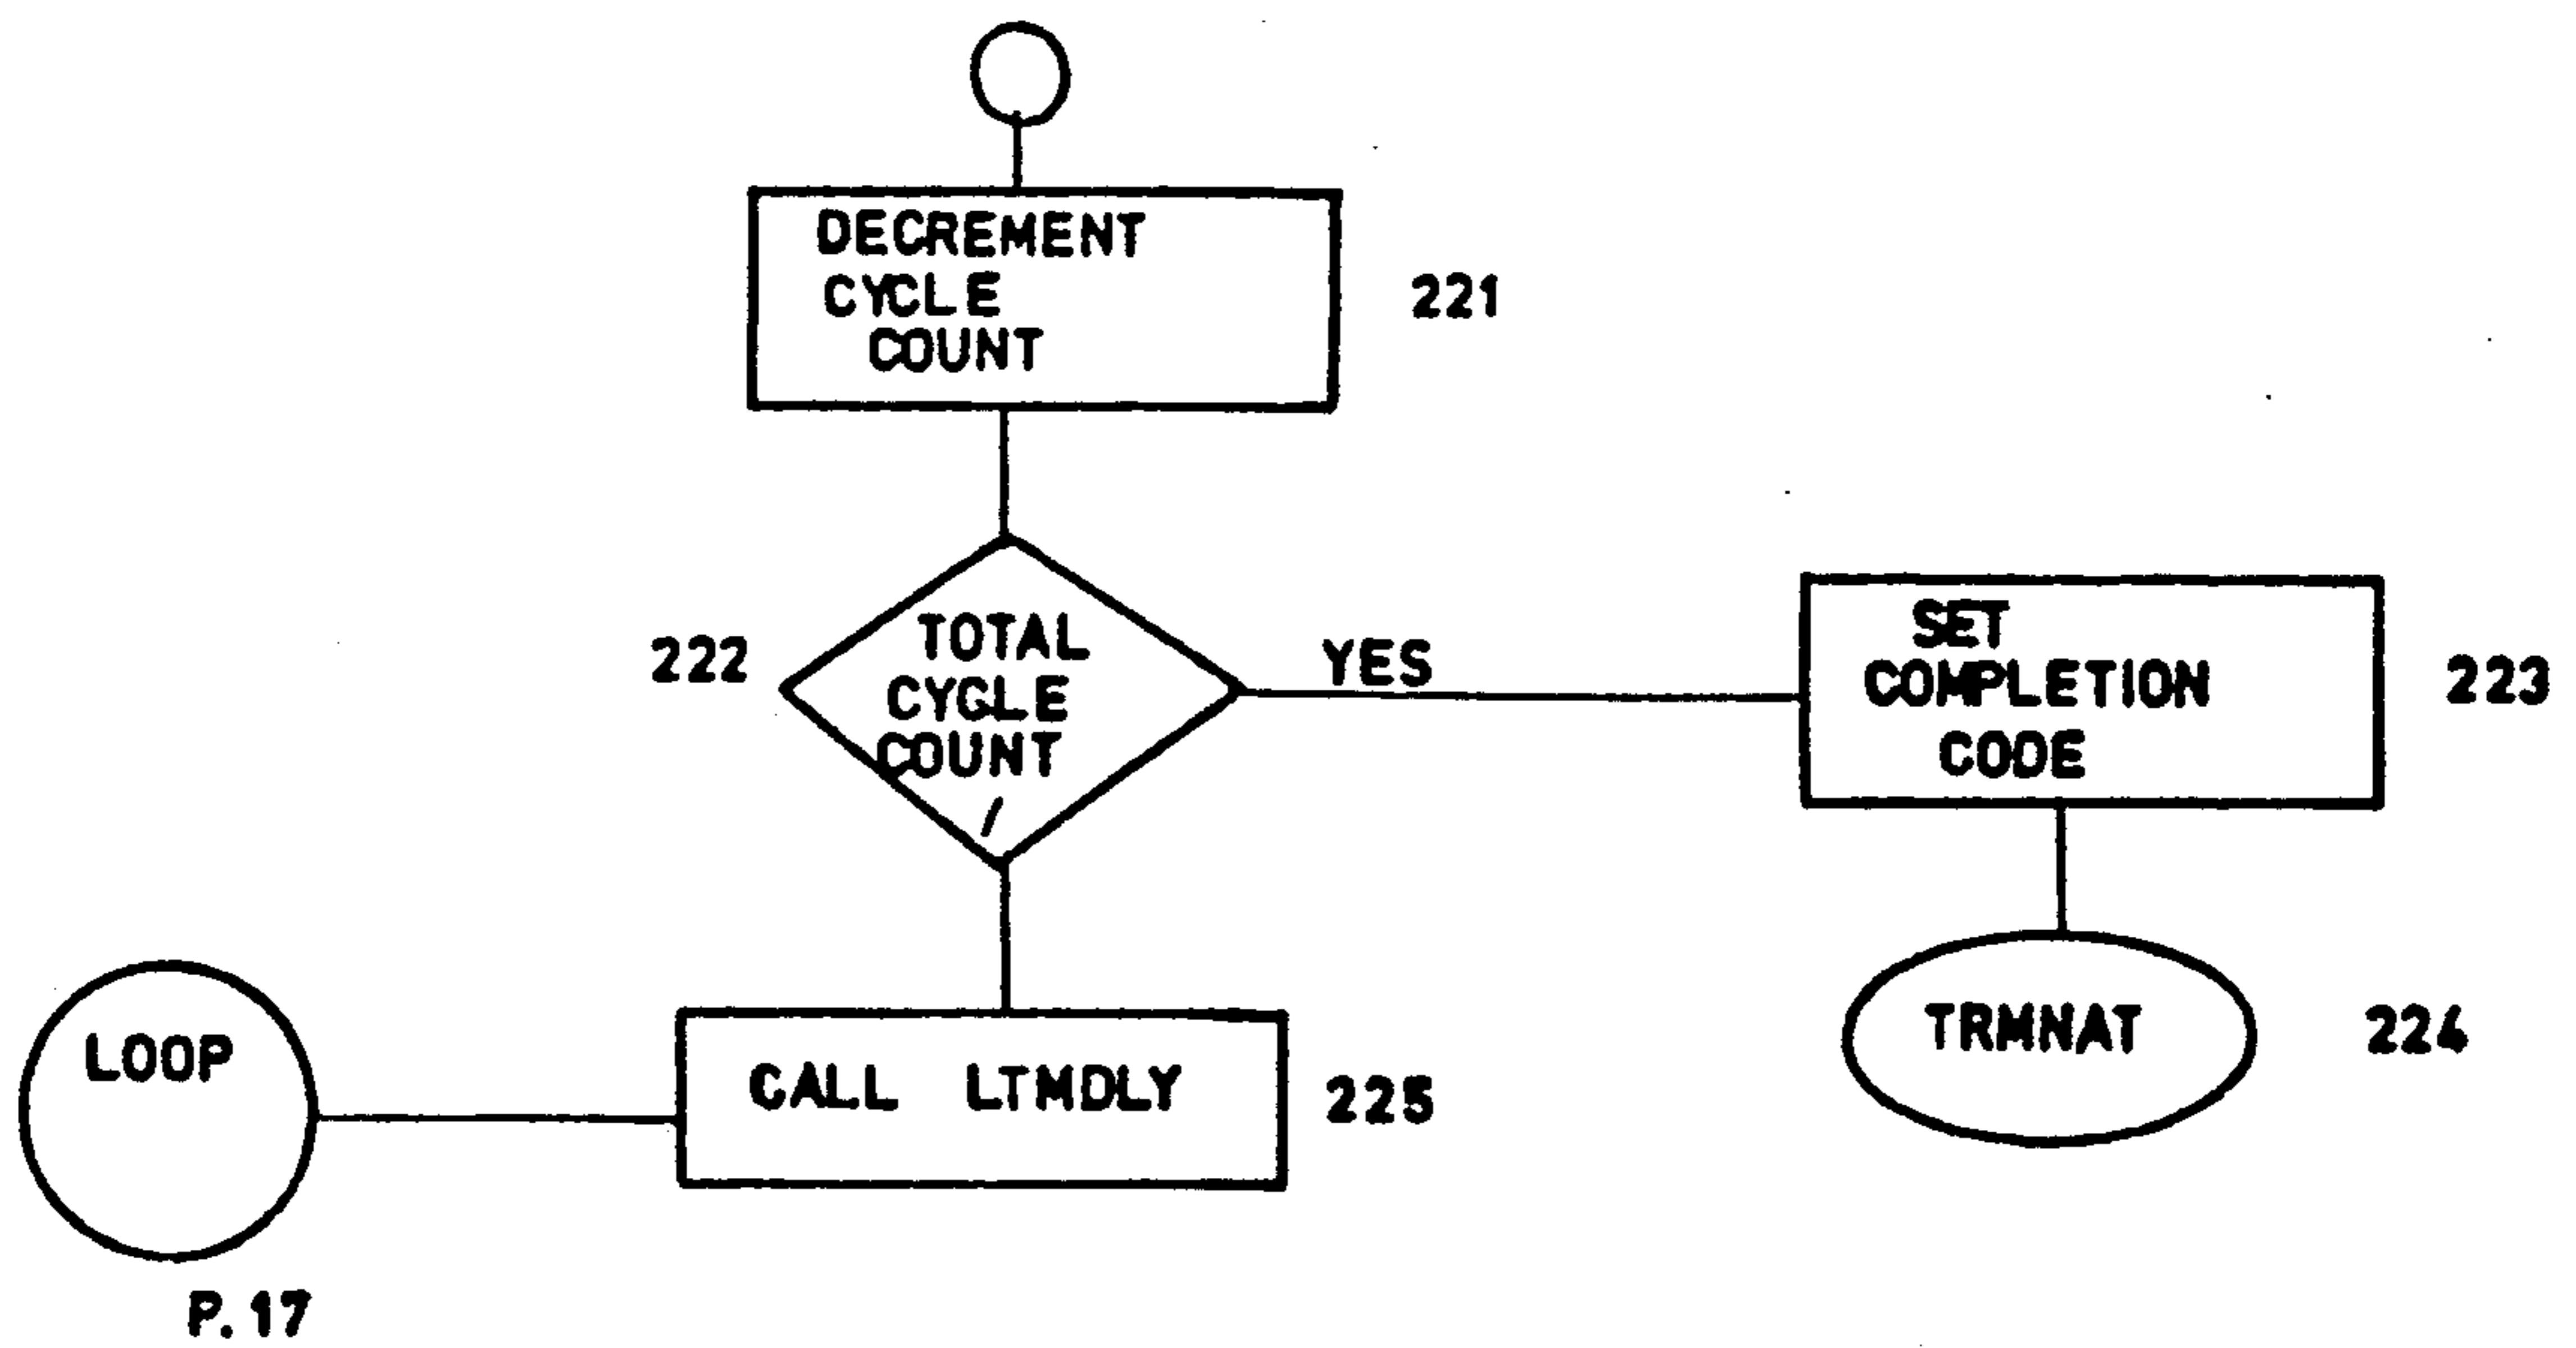 DECREMENT
CYCLE
COUNT
221
222
TOTAL
CYCLE
COUNT
YES
SET
COMPLETION
CODE
223
LOOP
CALL LTMDLY
225
TRMNAT
224
P.17